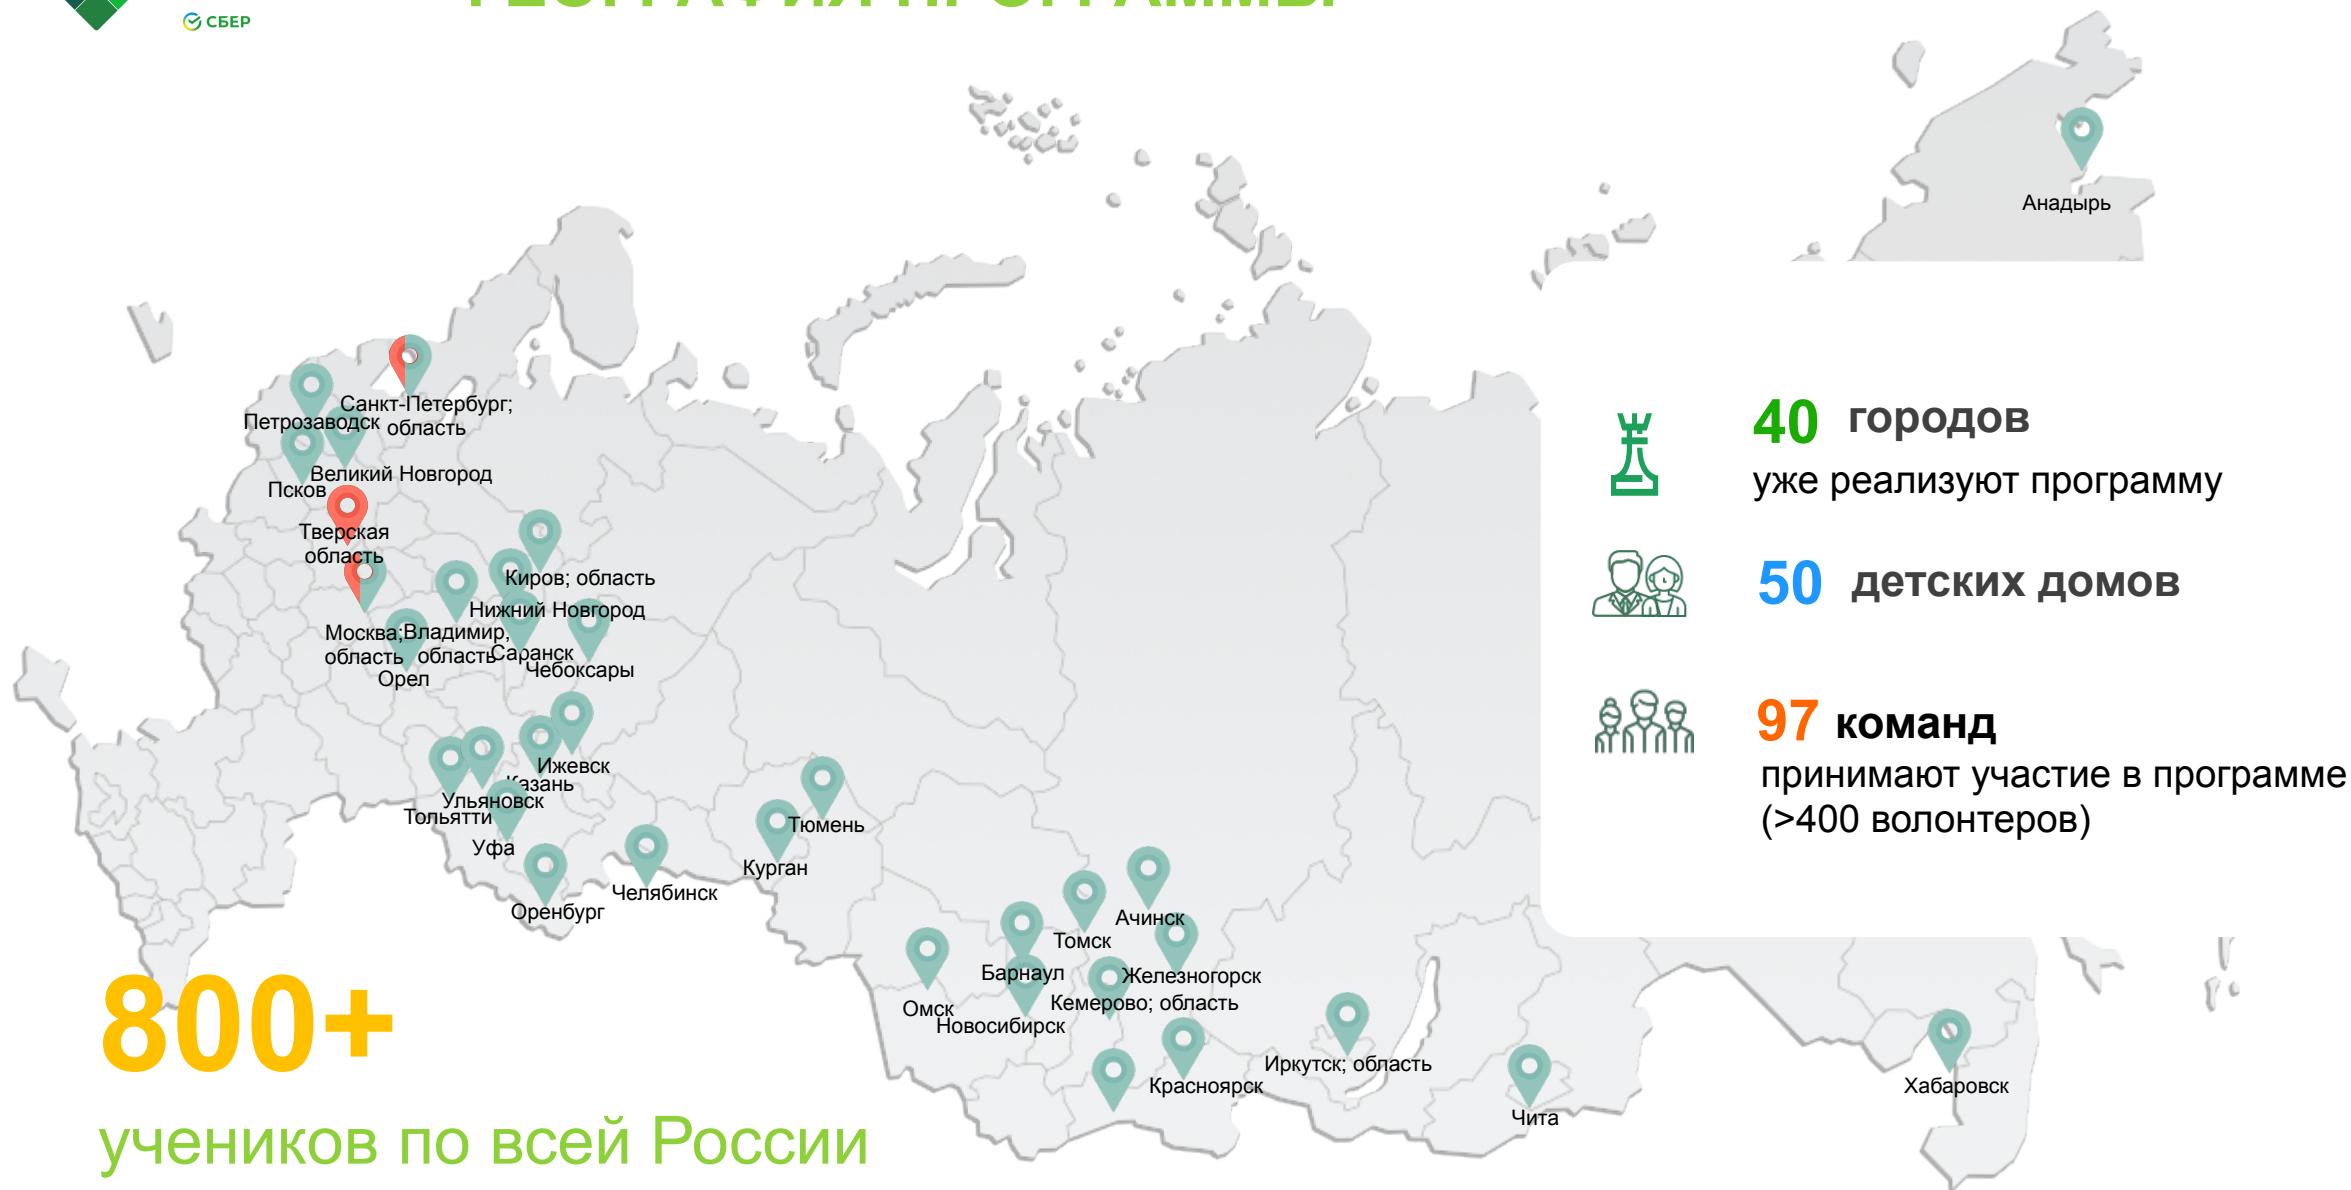 СБЕР
ГЕОГРАФИЯ ПРОГРАММЫ
Анадырь
Санкт-Петербург;
область
Петрозаводск
Великий Новгород
Псков
Тверская
область
Киров; область
Нижний Новгород
Москва;
область
Владимир,
область
Саранск
Чебоксары
Орел
Ижевск
Казань
Ульяновск
Тольятти
Уфа
Тюмень
Курган
Челябинск
Оренбург
Ачинск
Томск
Барнаул
Железногорск
Кемерово; область
Омск
Новосибирск
Иркутск; область
Красноярск
Чита
Хабаровск
40 городов
уже реализуют программу
50 детских домов
97 команд
принимают участие в программе
(>400 волонтеров)
800+
учеников по всей России